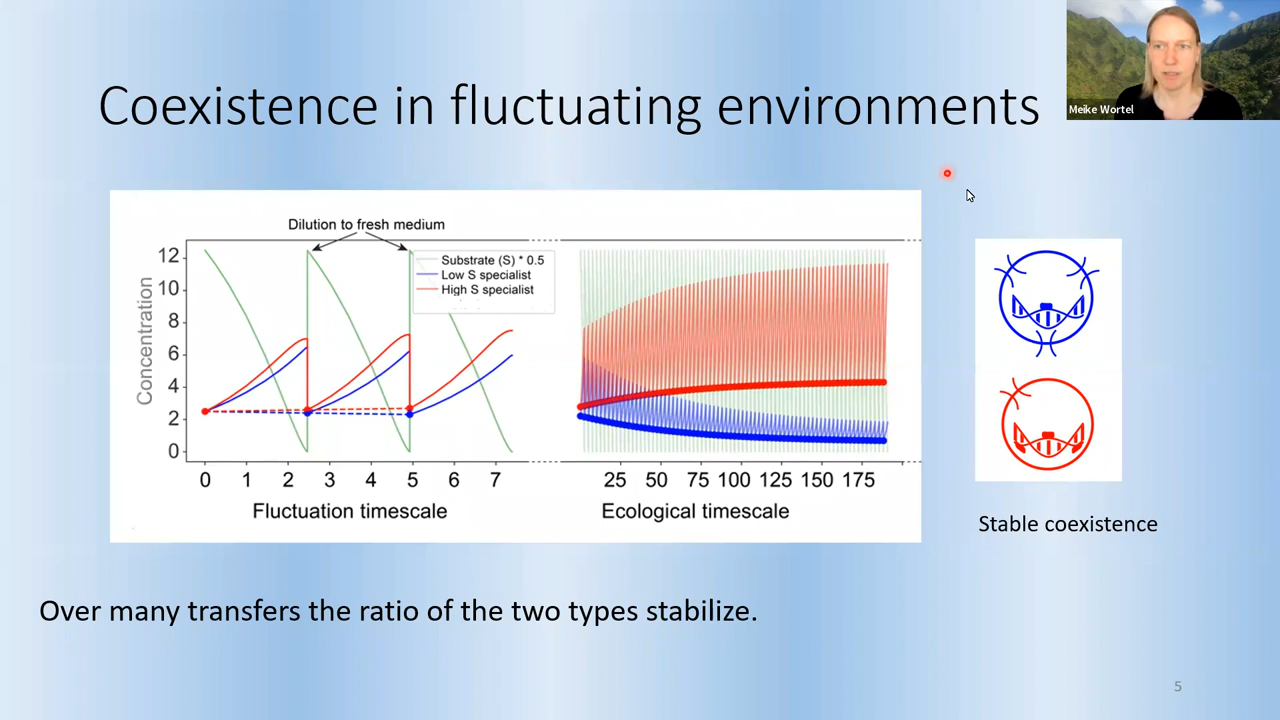 Coexistence in fluctuating environments
Meike Wortel
Dilution to fresh medium
Substrate (S) * 0.5
Low S specialist
High S specialist
Concentration
12
10
8
6
4
2
0
0 1 2 3 4 5 6 7
25 50 75 100 125 150 175
Fluctuation timescale
Ecological timescale
Stable coexistence
Over many transfers the ratio of the two types stabilize.
5